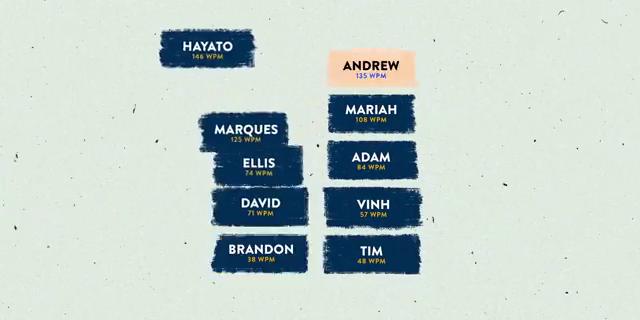 HAYATO
146 WPM
MARQUES
125 WPM
ELLIS
74 WPM
DAVID
71 WPM
BRANDON
38 WPM
ANDREW
135 WPM
MARIAH
108 WPM
ADAM
84 WPM
VINH
57 WPM
TIM
48 WPM